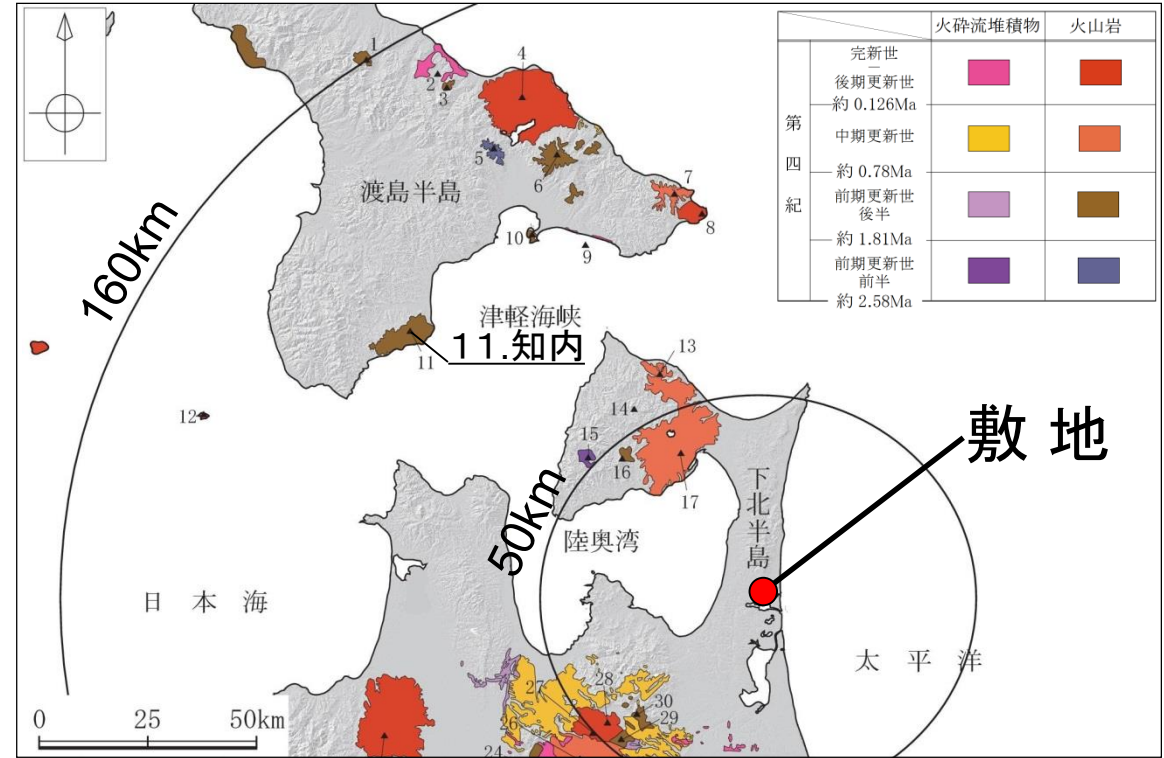 火砕流堆積物
火山岩
第四紀
完新世
―
後期更新世
約 0.126Ma
中期更新世
約 0.78Ma
前期更新世
後半
約 1.81Ma
前期更新世
前半
約 2.58Ma
1
2
3
4
5
6
7
8
9
10
渡島半島
160km
津軽海峡
11
11.知内
12
13
14
15
16
17
敷 地
50km
下北半島
陸奥湾
日 本 海
太 平 洋
27
28
30
29
26
24
0 25 50km